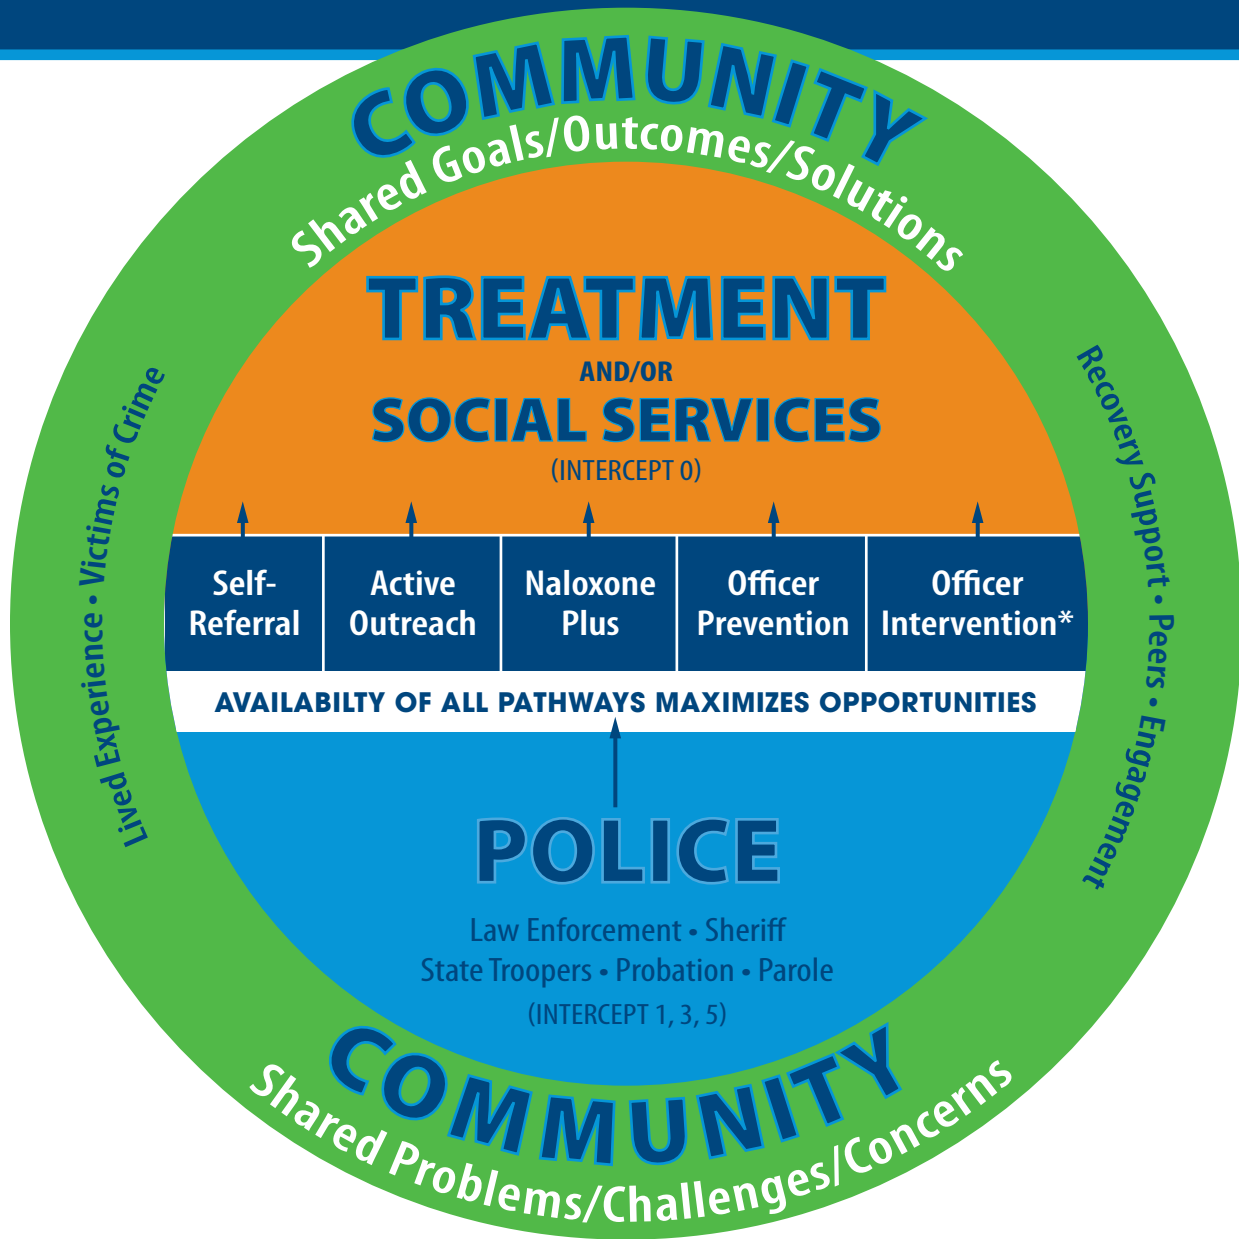 COMMUNITY
Shared Goals/Outcomes/Solutions
TREATMENT
AND/OR
SOCIAL SERVICES
(INTERCEPT 0)
Lived Experience • Victims of Crime
Recovery Support • Peers • Engagement
Self-
Referral
Active
Outreach
Naloxone
Plus
Officer
Prevention
Officer
Intervention*
AVAILABILTY OF ALL PATHWAYS MAXIMIZES OPPORTUNITIES
POLICE
Law Enforcement • Sheriff
State Troopers • Probation • Parole
(INTERCEPT 1, 3, 5)
COMMUNITY
Shared Problems/Challenges/Concerns